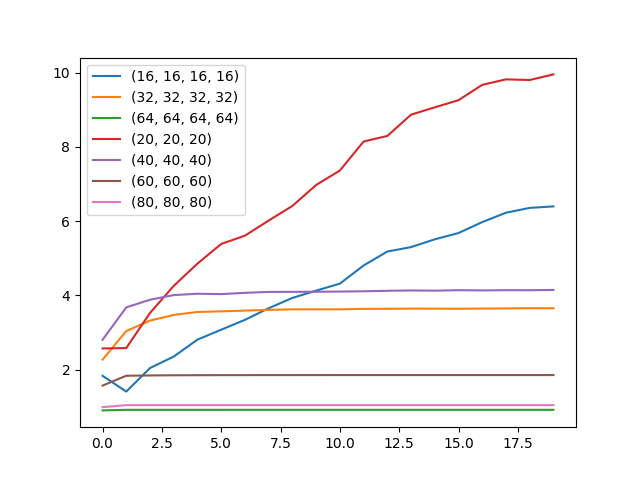 10
8
6
4
2
(16, 16, 16, 16)
(32, 32, 32, 32)
(64, 64, 64, 64)
(20, 20, 20)
(40, 40, 40)
(60, 60, 60)
(80, 80, 80)
0.0 2.5 5.0 7.5 10.0 12.5 15.0 17.5